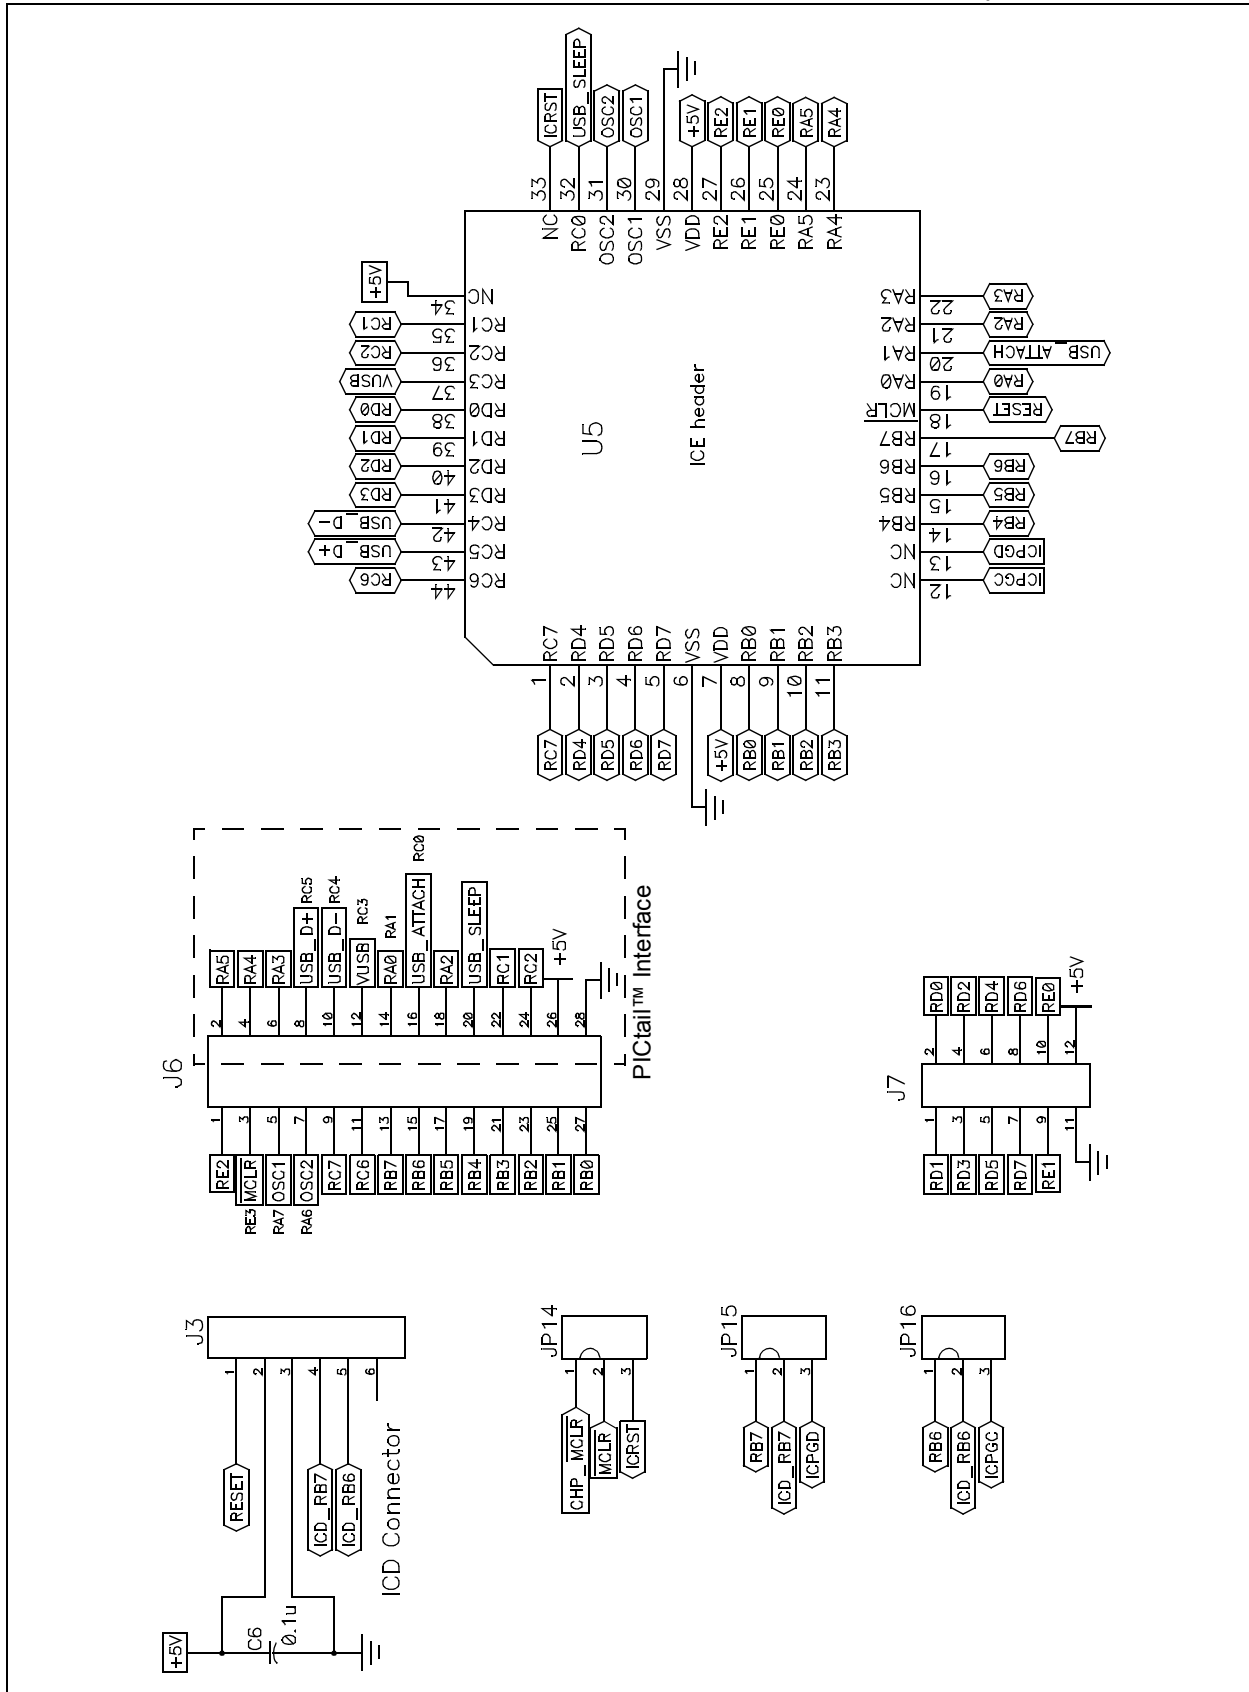 ICRST
USB_SLEEP
OSC2
OSC1
+5V
RE2
RE1
RE0
RA5
RA4
33
32
31
30
29
28
27
26
25
24
23
NC
RC0
OSC2
OSC1
VSS
VDD
RE2
RE1
RE0
RA5
RA4
+5V
34 NC
RC1 35 RC1
RC2 36 RC2
VUSB 37 RC3
RD0 38 RD0
RD1 39 RD1
RD2 40 RD2
RD3 41 RD3
USB_D- 42 RC4
USB_D+ 43 RC5
RC6 44 RC6
U5
ICE header
RA3 22 RA3
RA2 21 RA2
RA1 20 USB_ATTACH
RA0 19 RA0
MCLR 18 RESET
RB7 17 RB7
RB6 16 RB6
RB5 15 RB5
RB4 14 RB4
NC 13 ICPGD
NC 12 ICPGC
RC7
RD4
RD5
RD6
RD7
VSS
VDD
RB0
RB1
RB2
RB3
1
2
3
4
5
6
7
8
9
10
11
RC7
RD4
RD5
RD6
RD7
+5V
RB0
RB1
RB2
RB3
J6
PICtail™ Interface
RA5
RA4
RA3
USB_D+ RC5
USB_D- RC4
VUSB RC3
RA0 RA1
USB_ATTACH RC0
RA2
USB_SLEEP
RC1
RC2
+5V
2
4
6
8
10
12
14
16
18
20
22
24
26
28
1
3
5
7
9
11
13
15
17
19
21
23
25
27
RE2
RE3 MCLR
RA7 OSC1
RA6 OSC2
RC7
RC6
RB7
RB6
RB5
RB4
RB3
RB2
RB1
RB0
J7
RD0
RD2
RD4
RD6
RE0
+5V
2
4
6
8
10
12
1
3
5
7
9
11
RD1
RD3
RD5
RD7
RE1
J3
1
2
3
4
5
6
RESET
ICD_RB7
ICD_RB6
ICD Connector
+5V
C6
0.1u
JP14
1
2
3
CHP_MCLR
MCLR
ICRST
JP15
1
2
3
RB7
ICD_RB7
ICPGD
JP16
1
2
3
RB6
ICD_RB6
ICPGC